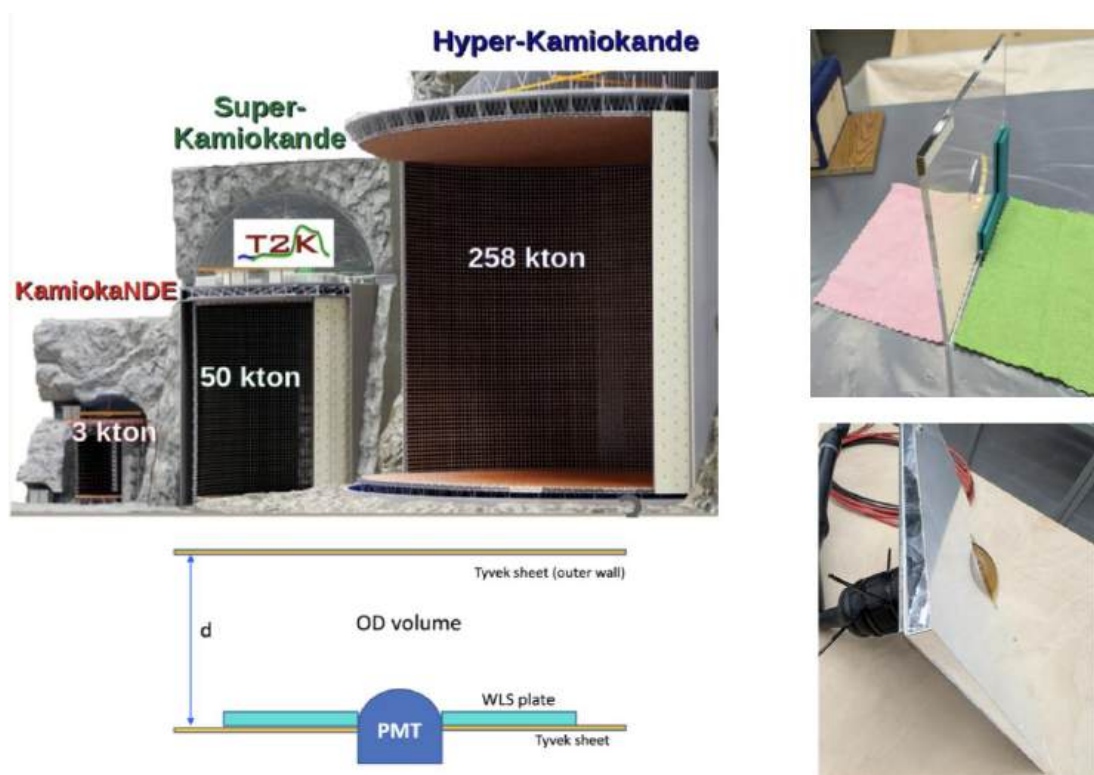 Hyper-Kamiokande
Super-
Kamiokande
T2K
258 kton
KamiokaNDE
50 kton
3 kton
Tyvek sheet (outer wall)
d
OD volume
WLS plate
PMT
Tyvek sheet